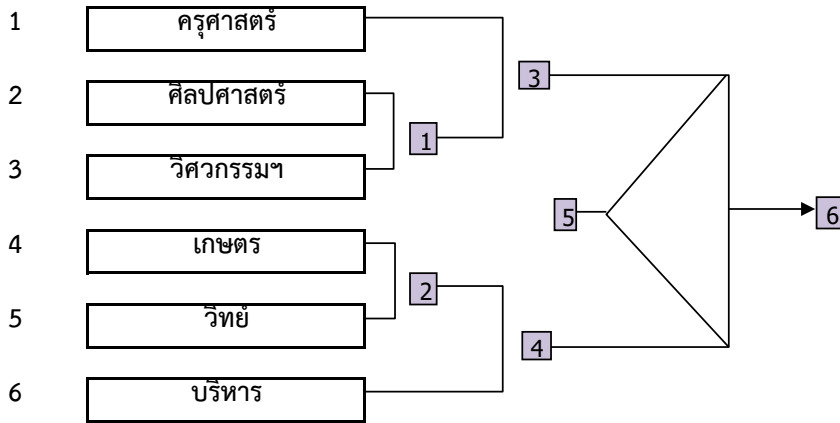 1 ครุศาสตร์
3
2 ศิลปศาสตร์
1
3 วิศวกรรมฯ
5 6
4 เกษตร
2
5 วิทย์
4
6 บริหาร